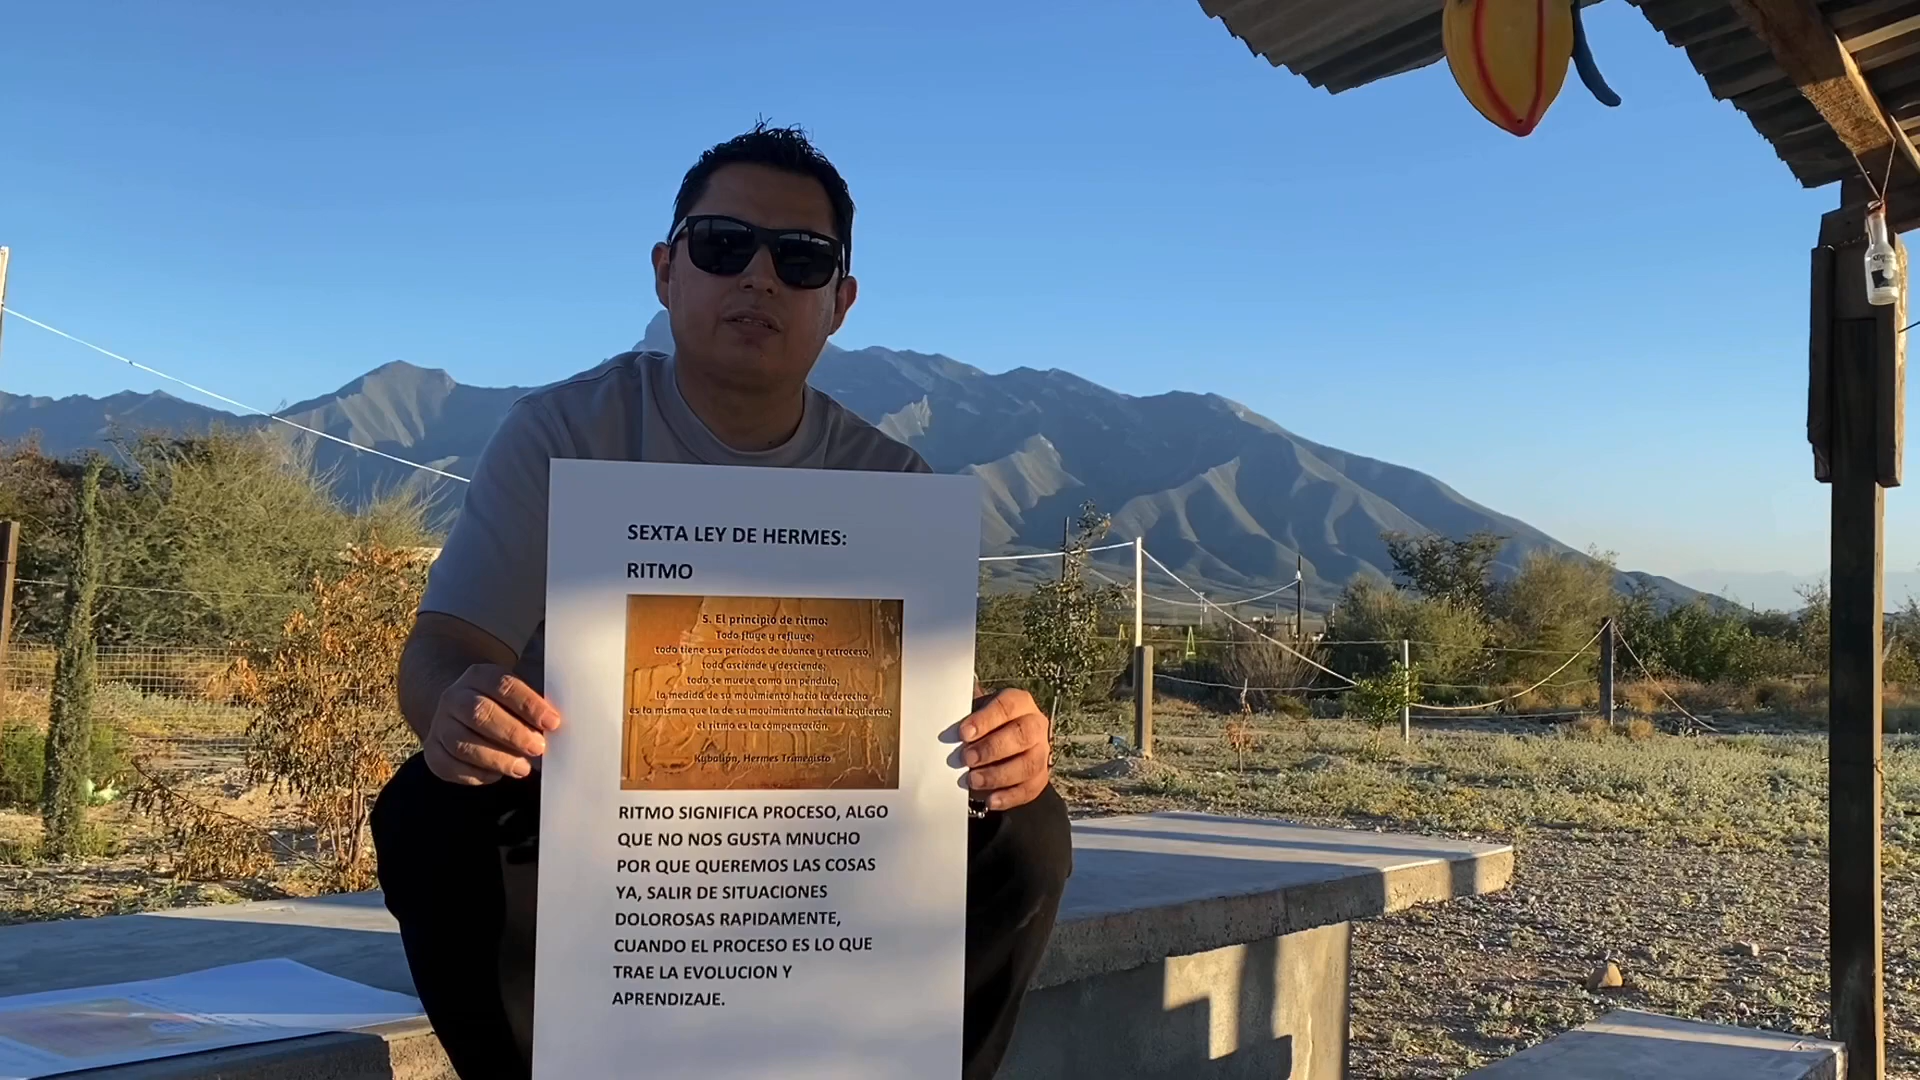 SEXTA LEY DE HERMES:
RITMO
5. El principio de ritmo:
Todo fluye y refluye;
todo tiene sus períodos de avance y retroceso,
todo asciende y desciende;
todo se mueve como un péndulo;
la medida de su movimiento hacia la derecha
es la misma que la de su movimiento hacia la izquierda;
el ritmo es la compensación.
Kybalión, Hermes Trimegisto
RITMO SIGNIFICA PROCESO, ALGO
QUE NO NOS GUSTA MNUCHO
POR QUE QUEREMOS LAS COSAS
YA, SALIR DE SITUACIONES
DOLOROSAS RAPIDAMENTE,
CUANDO EL PROCESO ES LO QUE
TRAE LA EVOLUCION Y
APRENDIZAJE.